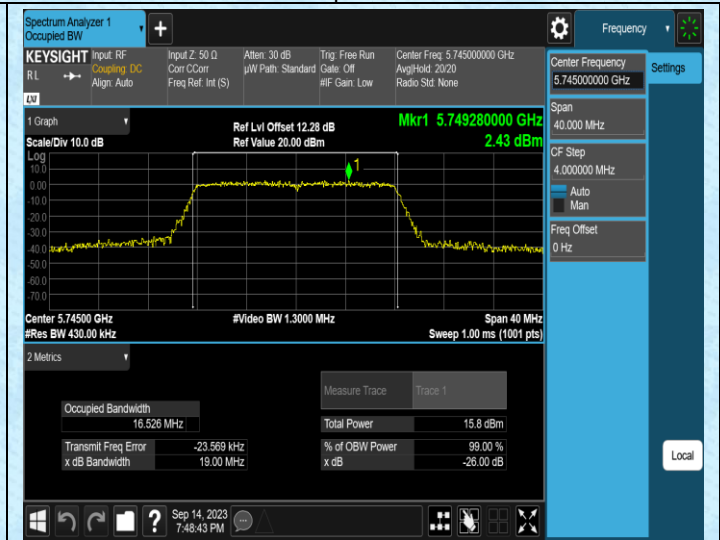 Spectrum Analyzer 1
Occupied BW
Frequency
KEYSIGHT
RL
Input: RF
Coupling: DC
Align: Auto
Input Z: 50 Ω
Corr CCorr
Freq Ref: Int (S)
Atten: 30 dB
µW Path: Standard
Trig: Free Run
Gate: Off
#IF Gain: Low
Center Freq: 5.745000000 GHz
Avg|Hold: 20/20
Radio Std: None
LXI
1 Graph
Scale/Div 10.0 dB
Ref Lvl Offset 12.28 dB
Ref Value 20.00 dBm
Mkr1 5.749280000 GHz
2.43 dBm
Log
10.0
0.00
-10.0
-20.0
-30.0
-40.0
-50.0
-60.0
-70.0
1
Center 5.74500 GHz
#Res BW 430.00 kHz
#Video BW 1.3000 MHz
Span 40 MHz
Sweep 1.00 ms (1001 pts)
2 Metrics
Measure Trace
Trace 1
Occupied Bandwidth
16.526 MHz
Total Power
15.8 dBm
Transmit Freq Error
-23.569 kHz
% of OBW Power
99.00 %
x dB Bandwidth
19.00 MHz
x dB
-26.00 dB
Center Frequency
5.745000000 GHz
Settings
Span
40.000 MHz
CF Step
4.000000 MHz
Auto
Man
Freq Offset
0 Hz
Local
?
Sep 14, 2023
7:48:43 PM